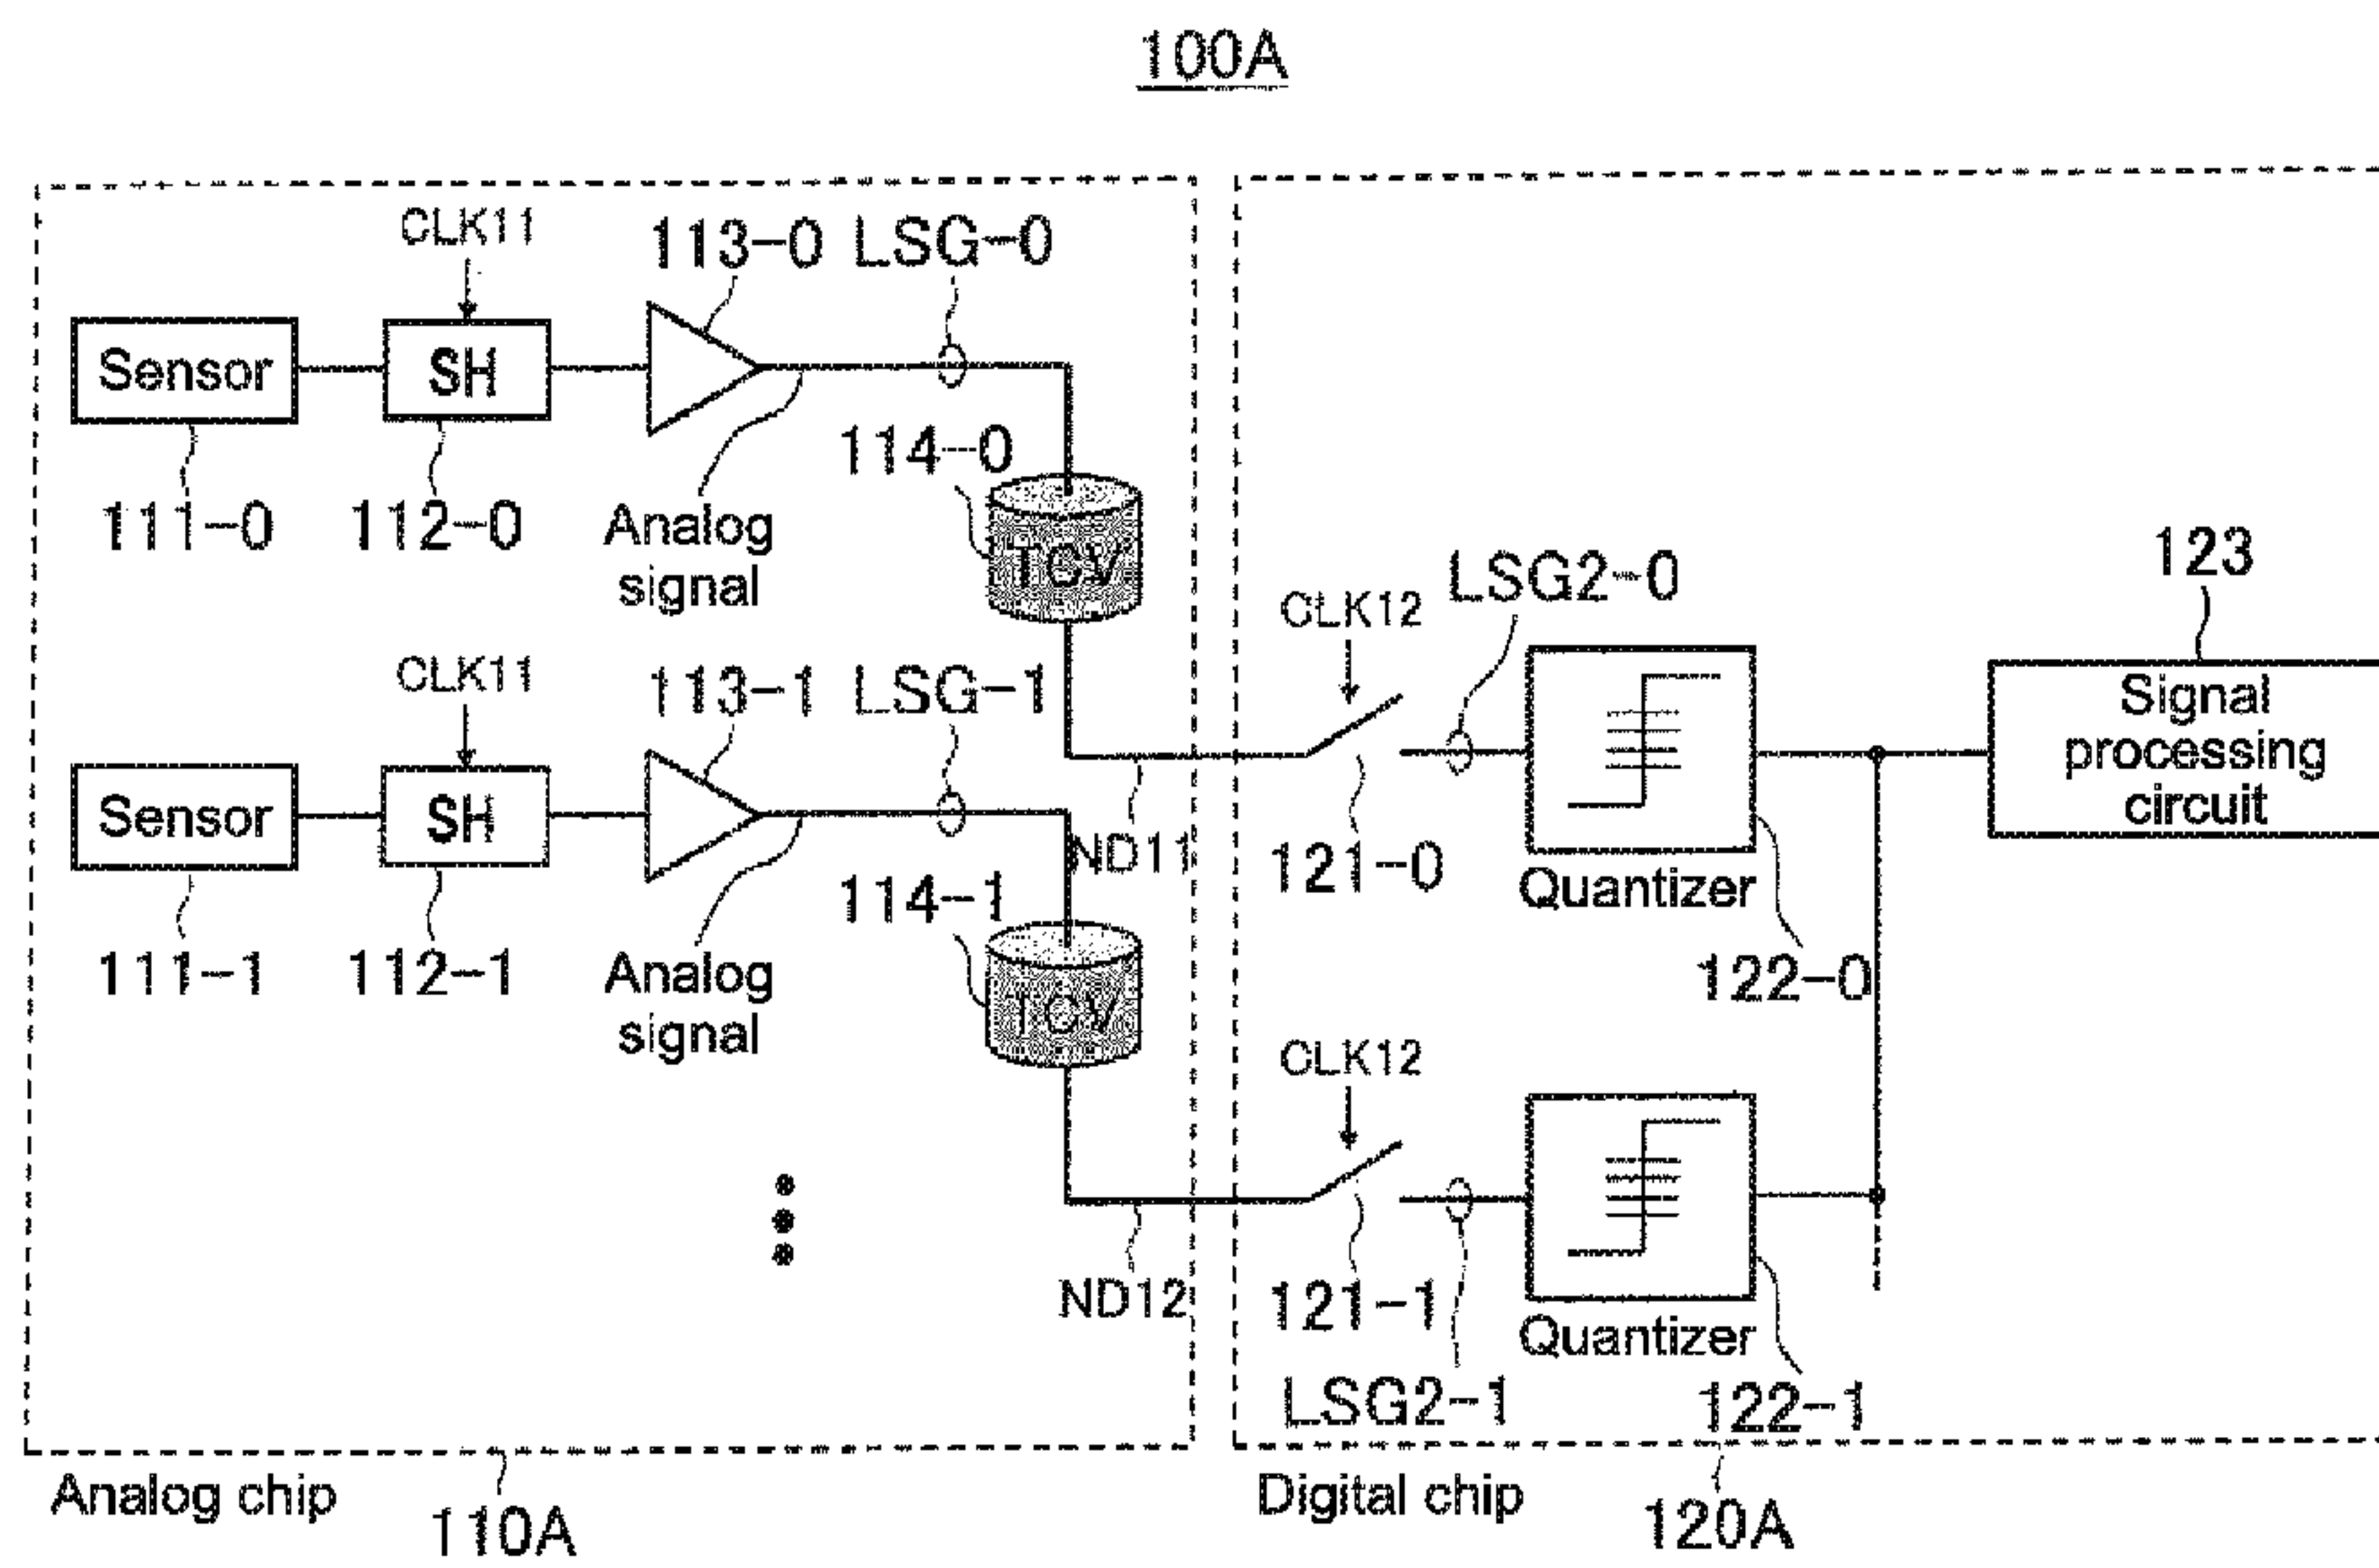 100A
CLK11
113-0 LSG-0
Sensor
SH
114-0
111-0
112-0
Analog
signal
TCV
CLK12
LSG2-0
123
Signal
processing
circuit
CLK11
113-1 LSG-1
Sensor
SH
ND11
121-0
Quantizer
114-1
111-1
112-1
Analog
signal
TCV
122-0
CLK12
ND12
121-1
Quantizer
LSG2-1
122-1
Analog chip
110A
Digital chip
120A